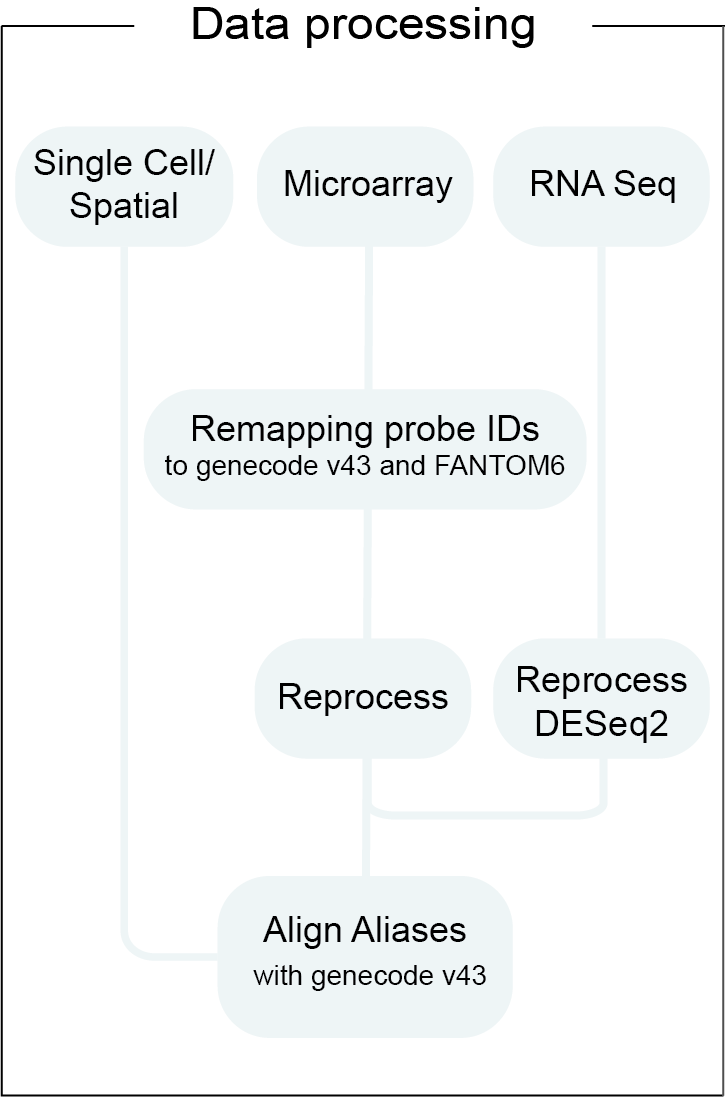 Data processing
Single Cell/
Spatial
Microarray
RNA Seq
Remapping probe IDs
to genecode v43 and FANTOM6
Reprocess
Reprocess
DESeq2
Align Aliases
with genecode v43